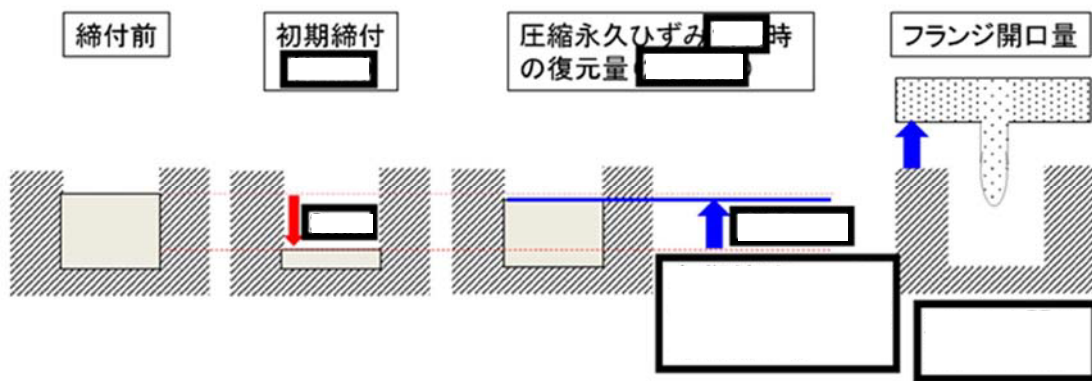 締付前
初期締付
圧縮永久ひずみ 時
の復元量
フランジ開口量